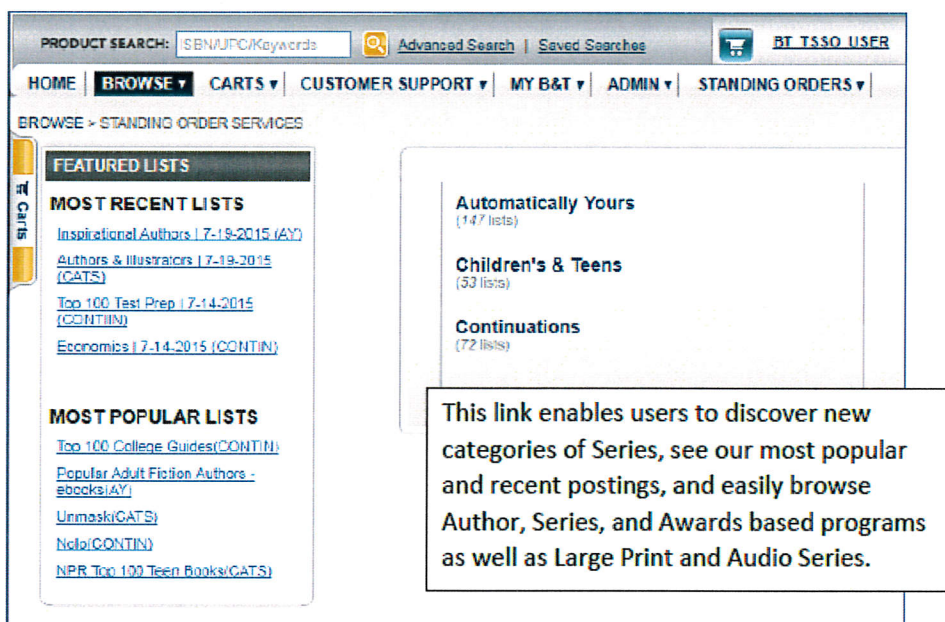 PRODUCT SEARCH: ISBN/UPC/Keywords Advanced Search | Saved Searches BT_TSSO_USER
HOME BROWSE CARTS CUSTOMER SUPPORT MY B&T ADMIN STANDING ORDERS
BROWSE > STANDING ORDER SERVICES
Carts
FEATURED LISTS
MOST RECENT LISTS
Inspirational Authors | 7-19-2015 (AY)
Authors & Illustrators | 7-19-2015
(CATS)
Top 100 Test Prep | 7-14-2015
(CONTIIN)
Economics | 7-14-2015 (CONTIN)
MOST POPULAR LISTS
Top 100 College Guides(CONTIN)
Popular Adult Fiction Authors -
ebooks(AY)
Unmask(CATS)
Nolo(CONTIN)
NPR Top 100 Teen Books(CATS)
Automatically Yours
(147 lists)
Children's & Teens
(53 lists)
Continuations
(72 lists)
This link enables users to discover new
categories of Series, see our most popular
and recent postings, and easily browse
Author, Series, and Awards based programs
as well as Large Print and Audio Series.